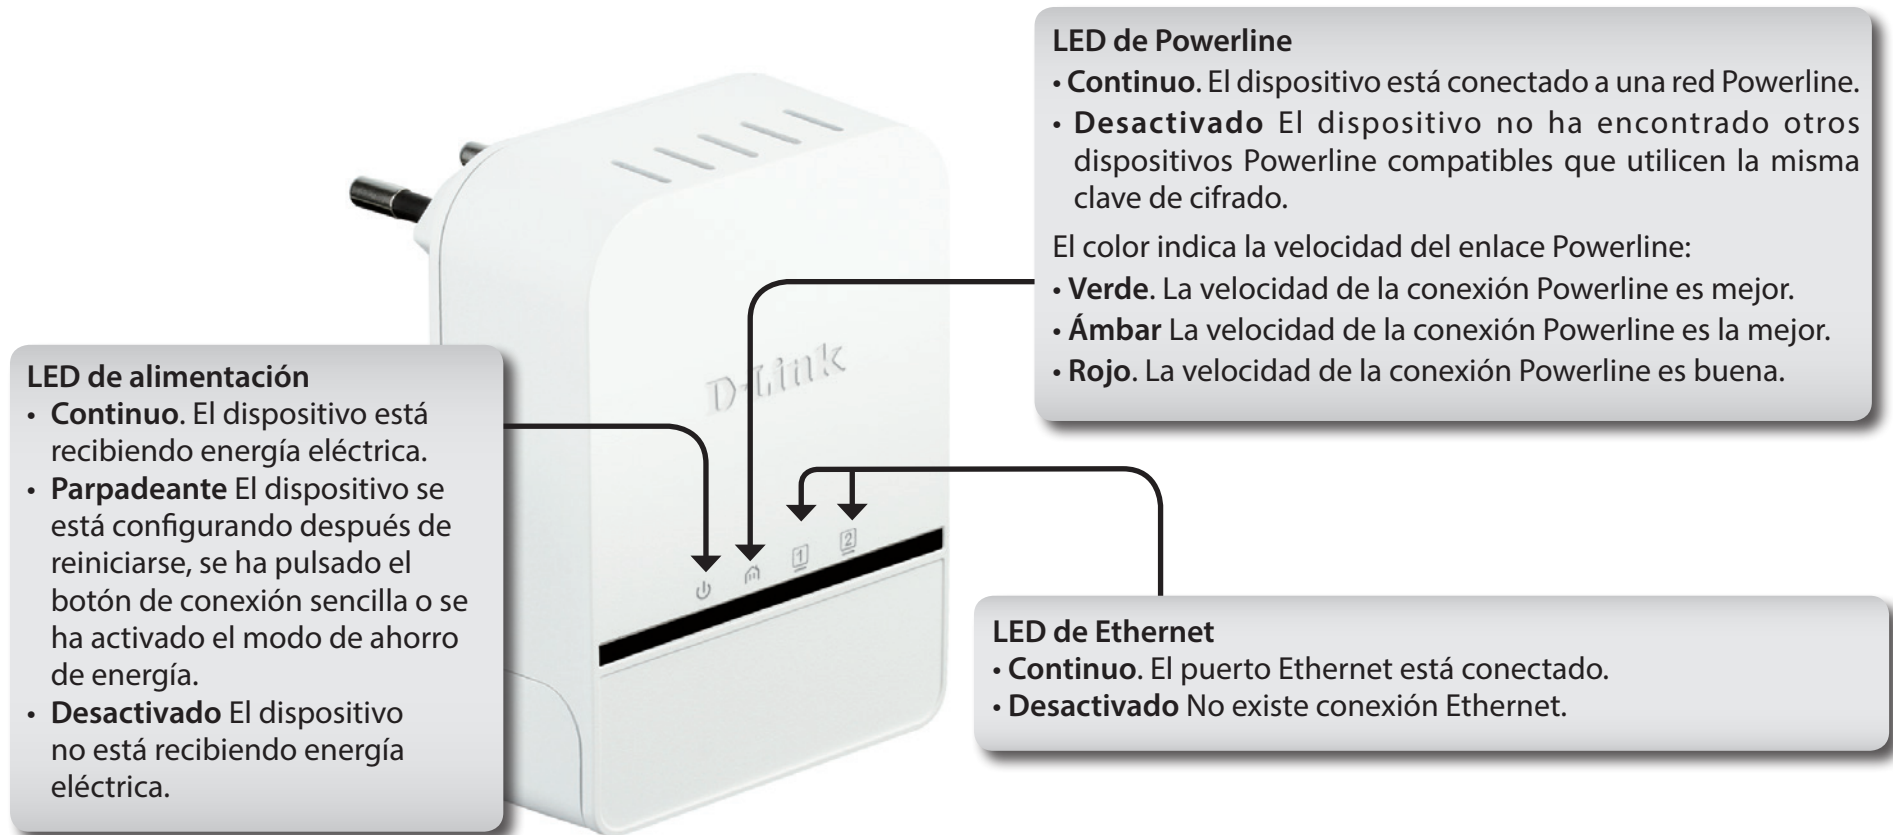 LED de Powerline
• Continuo. El dispositivo está conectado a una red Powerline.
• Desactivado El dispositivo no ha encontrado otros
dispositivos Powerline compatibles que utilicen la misma
clave de cifrado.
El color indica la velocidad del enlace Powerline:
• Verde. La velocidad de la conexión Powerline es mejor.
• Ámbar La velocidad de la conexión Powerline es la mejor.
• Rojo. La velocidad de la conexión Powerline es buena.
D-Link
1
2
LED de alimentación
• Continuo. El dispositivo está
recibiendo energía eléctrica.
• Parpadeante El dispositivo se
está configurando después de
reiniciarse, se ha pulsado el
botón de conexión sencilla o se
ha activado el modo de ahorro
de energía.
• Desactivado El dispositivo
no está recibiendo energía
eléctrica.
LED de Ethernet
• Continuo. El puerto Ethernet está conectado.
• Desactivado No existe conexión Ethernet.